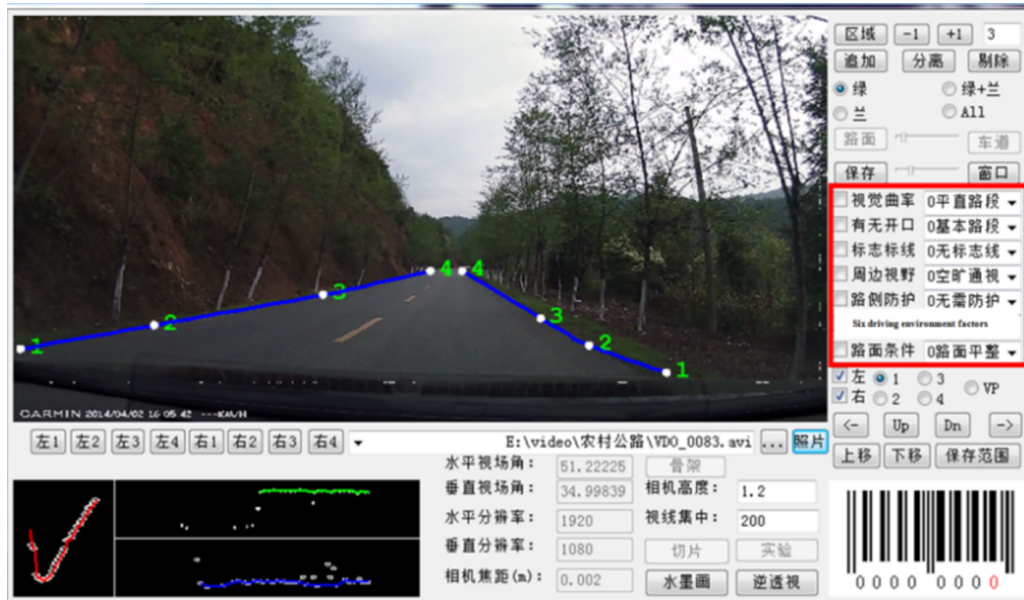 区域 -1 +1 3
追加 分离 剔除
绿 绿+兰
兰 All
路面 车道
保存 窗口
视觉曲率 0平直路段
有无开口 0基本路段
标志标线 0无标志线
周边视野 0空旷通视
路侧防护 0无需防护
Six driving environment factors
路面条件 0路面平整
左 1 3 VP
右 2 4
<- Up Dn ->
上移 下移 保存范围
4 4
3 3
2 2
1 1
CARMIN 2014/04/02 16 05 42 ---KM/H
左1 左2 左3 左4 右1 右2 右3 右4 E:\video\农村公路\VDO_0083.avi ... 照片
水平视场角: 51.22225 骨架
垂直视场角: 34.99839 相机高度: 1.2
水平分辨率: 1920 视线集中: 200
垂直分辨率: 1080 切片 实验
相机焦距(m): 0.002 水墨画 逆透视
0000 0000